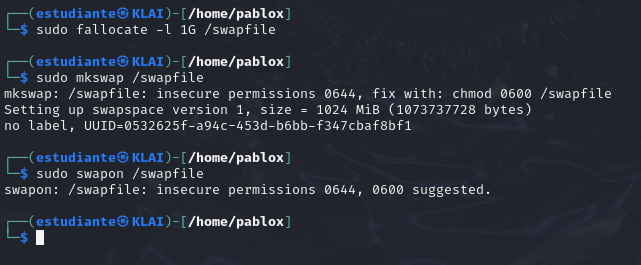 ┌──(estudiante㉿KLAI)-[/home/pablox]
└─$ sudo fallocate -l 1G /swapfile
┌──(estudiante㉿KLAI)-[/home/pablox]
└─$ sudo mkswap /swapfile
mkswap: /swapfile: insecure permissions 0644, fix with: chmod 0600 /swapfile
Setting up swapspace version 1, size = 1024 MiB (1073737728 bytes)
no label, UUID=0532625f-a94c-453d-b6bb-f347cbaf8bf1
┌──(estudiante㉿KLAI)-[/home/pablox]
└─$ sudo swapon /swapfile
swapon: /swapfile: insecure permissions 0644, 0600 suggested.
┌──(estudiante㉿KLAI)-[/home/pablox]
└─$